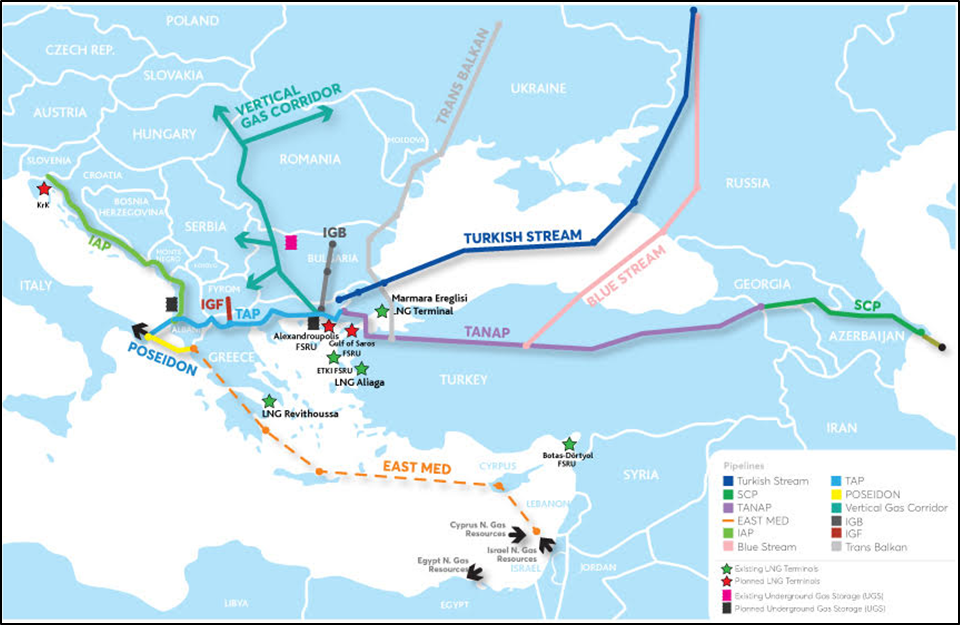 POLAND
CZECH REP.
SLOVAKIA
UKRAINE
AUSTRIA
HUNGARY
VERTICAL
GAS CORRIDOR
TRANS BALKAN
MOLDOVA
ROMANIA
SLOVENIA
CROATIA
KrK
BOSNIA
HERZEGOVINA
SERBIA
RUSSIA
IAP
MONTE
NEGRO
KOSOVO
IGB
BULGARIA
TURKISH STREAM
BLUE STREAM
ITALY
FYROM
IGF
TAP
ALBANIA
Marmara Ereglisi
LNG Terminal
GEORGIA
SCP
AZERBAIJAN
TANAP
Alexandroupolis
FSRU
Gulf of Saros
FSRU
POSEIDON
GREECE
ETKI FSRU
LNG Aliaga
TURKEY
LNG Revithoussa
IRAN
Botas-Dörtyol
FSRU
EAST MED
CYRPUS
SYRIA
LEBANON
Cyprus N. Gas
Resources
Israel N. Gas
Resources
ISRAEL
Egypt N. Gas
Resources
JORDAN
LIBYA
EGYPT
Pipelines
Turkish Stream
SCP
TANAP
EAST MED
IAP
Blue Stream
TAP
POSEIDON
Vertical Gas Corridor
IGB
IGF
Trans Balkan
Existing LNG Terminals
Planned LNG Terminals
Existing Underground Gas Storage (UGS)
Planned Underground Gas Storage (UGS)